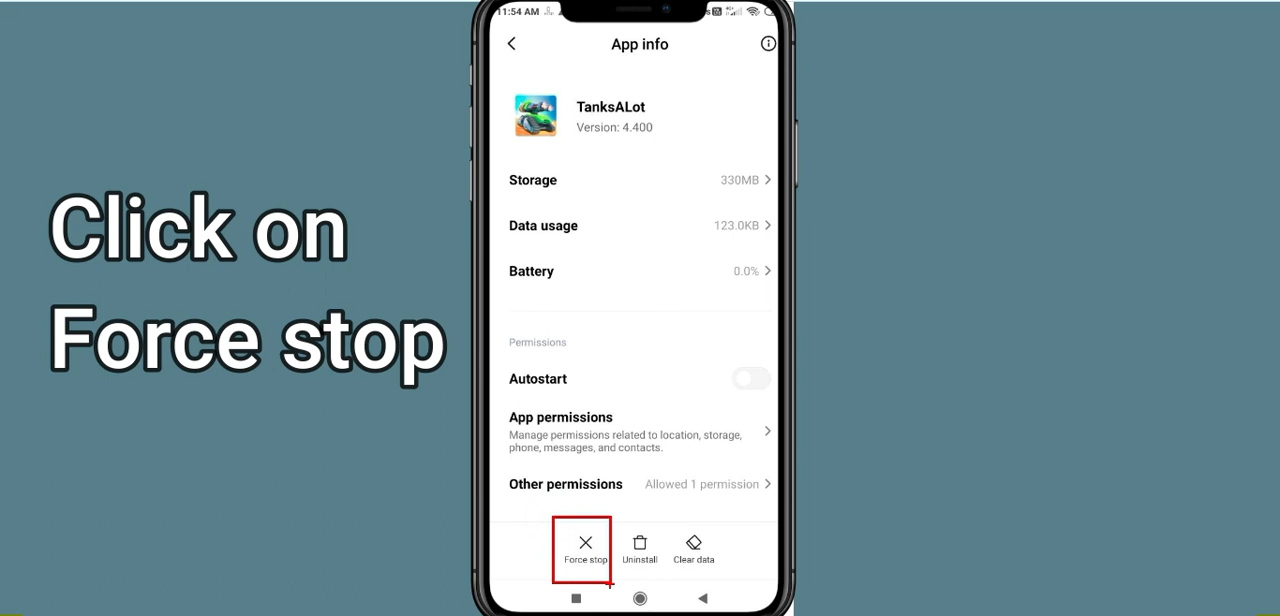 11:54 AM
App info
TanksALot
Version: 4.400
Storage
330MB
Data usage
123.0KB
Battery
0.0%
Permissions
Autostart
App permissions
Manage permissions related to location, storage,
phone, messages, and contacts.
Other permissions
Allowed 1 permission
Force stop
Uninstall
Clear data
Click on
Force stop